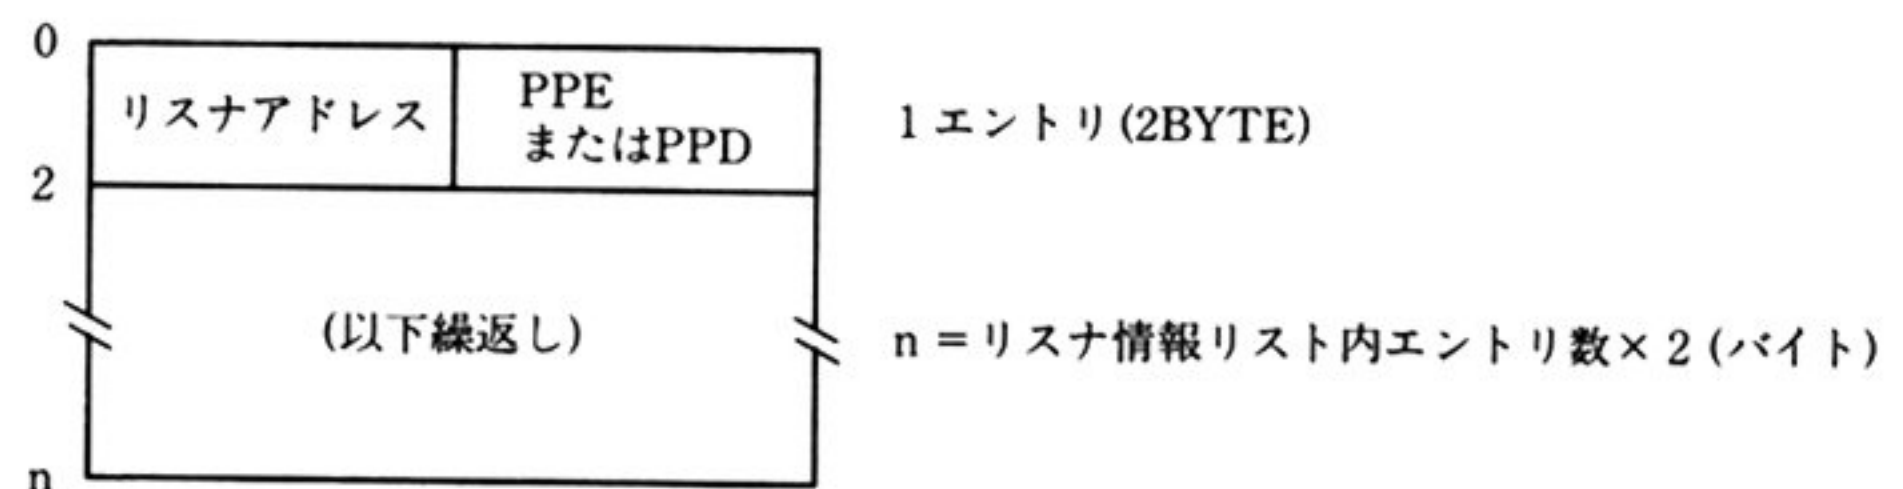 0
リスナアドレス
PPE
またはPPD
1エントリ(2BYTE)
2
(以下繰返し)
n=リスナ情報リスト内エントリ数×2(バイト)
n